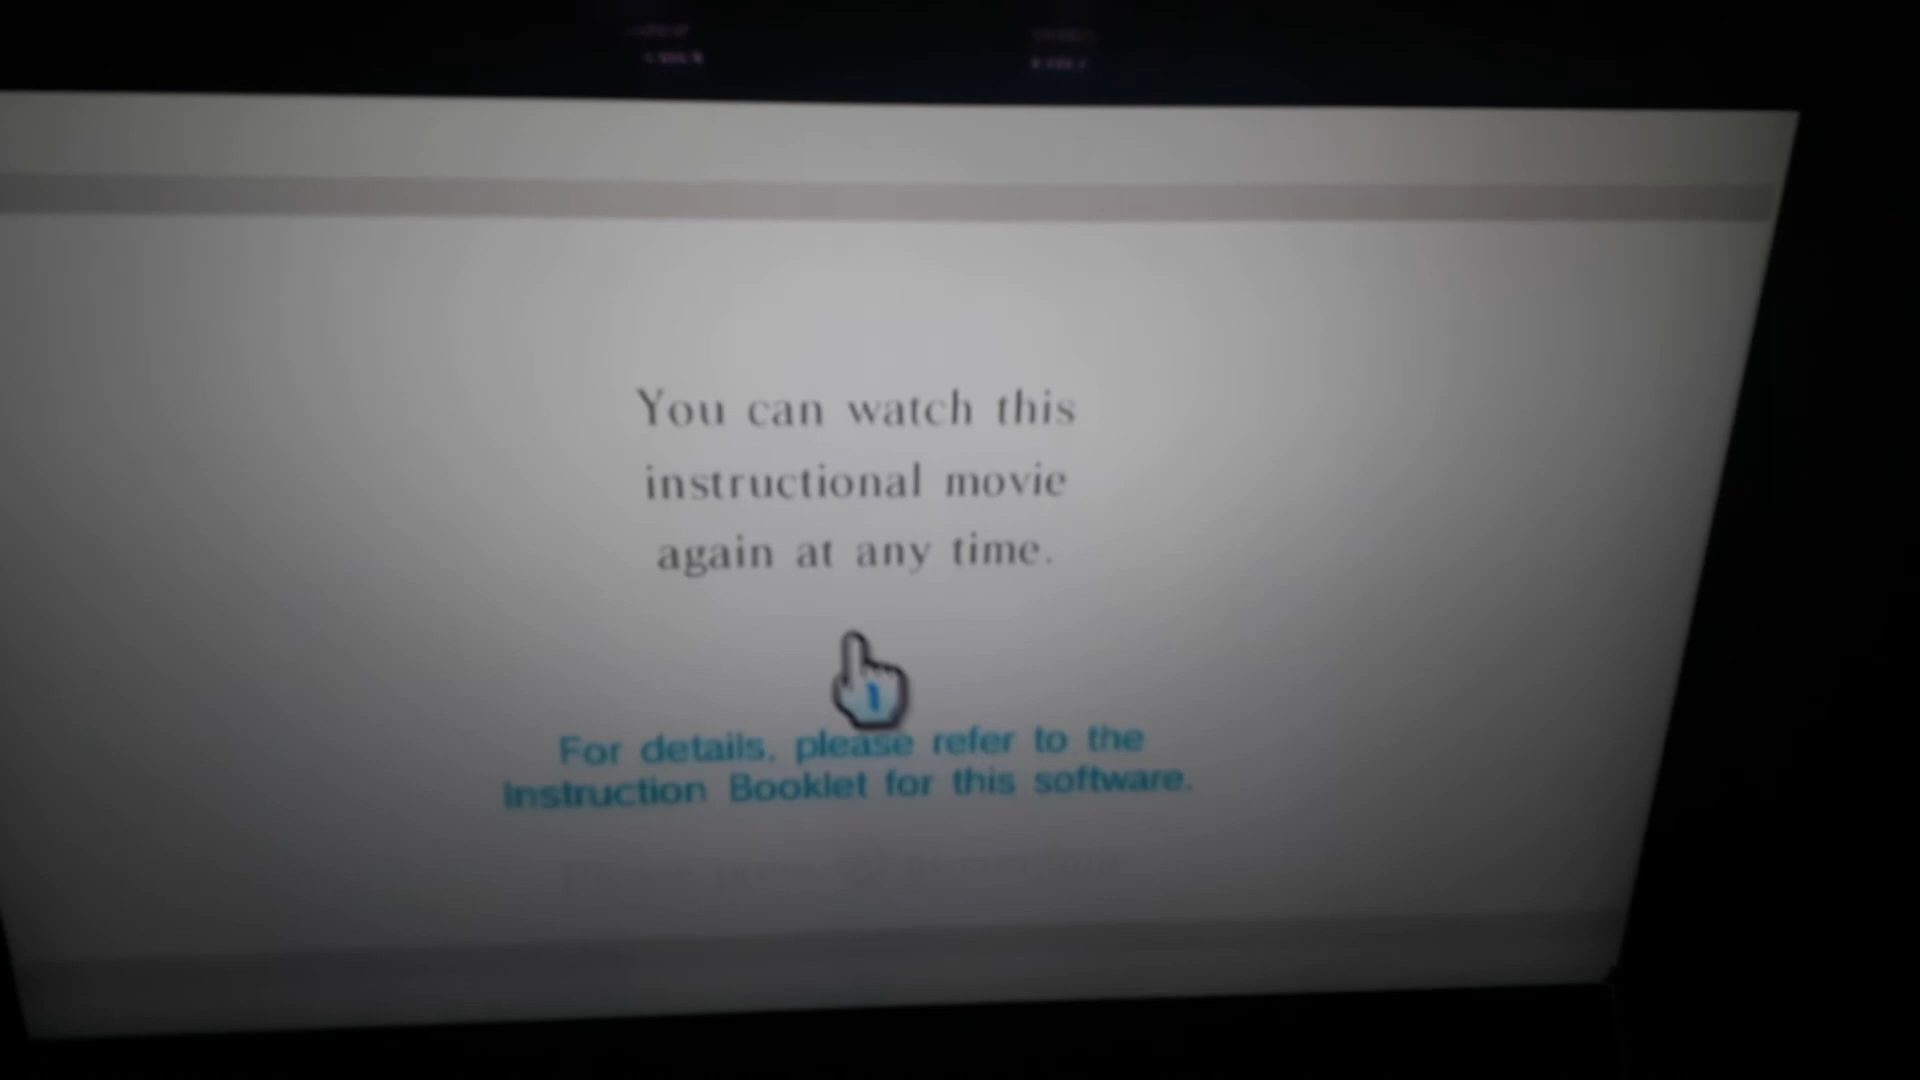 You can watch this
instructional movie
again at any time.
1
For details, please refer to the
Instruction Booklet for this software.